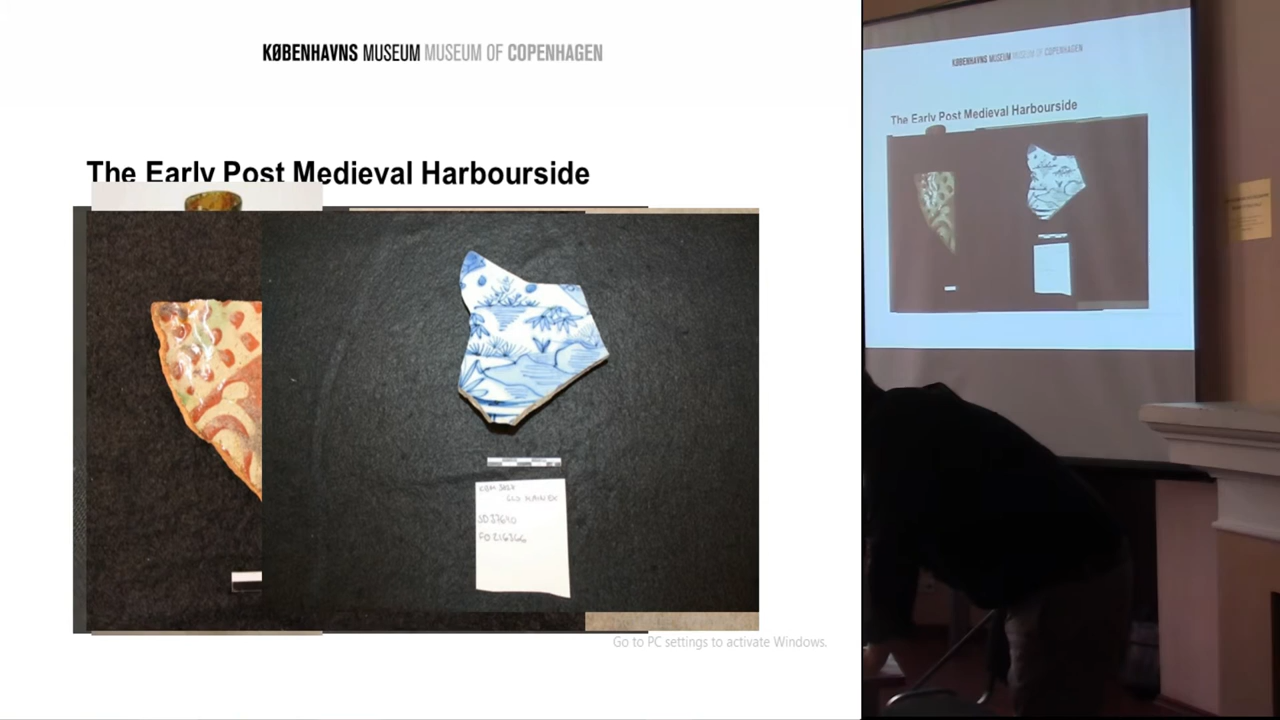 KØBENHAVNS MUSEUM MUSEUM OF COPENHAGEN
The Early Post Medieval Harbourside
Go to PC settings to activate Windows.
KØBENHAVNS MUSEUM MUSEUM OF COPENHAGEN
The Early Post Medieval Harbourside